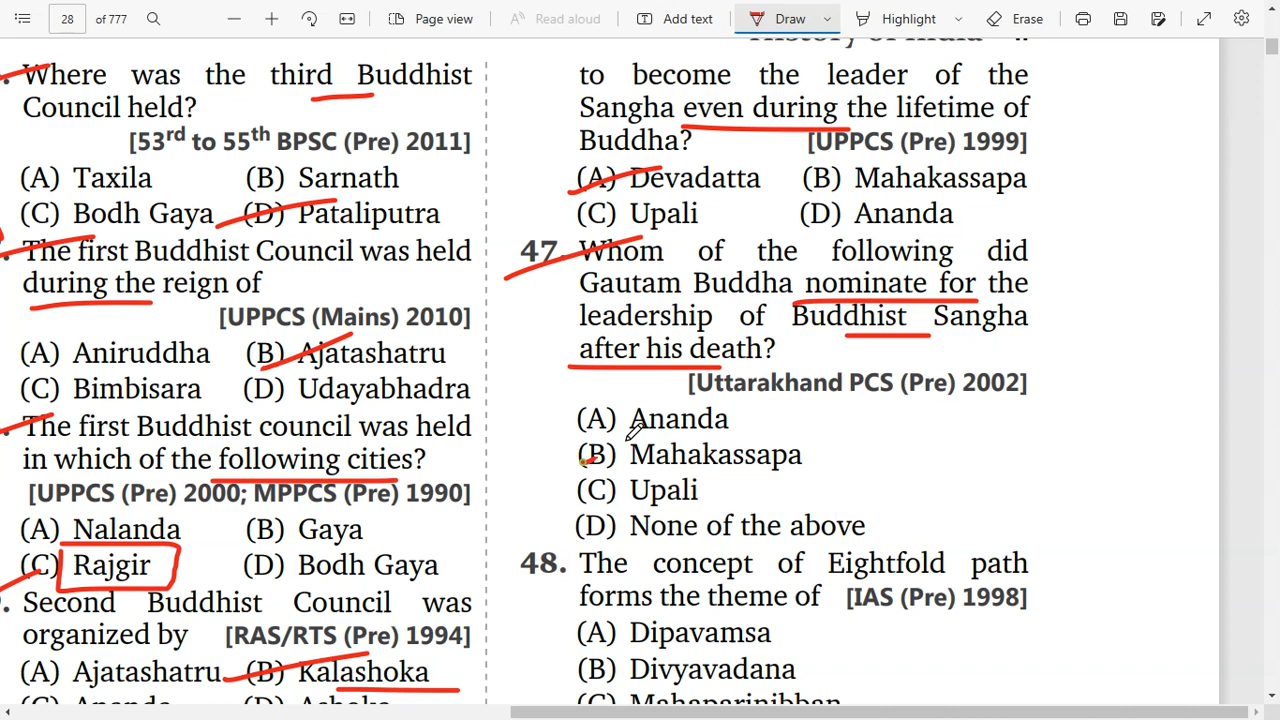 28 of 777 Page view Read aloud Add text Draw Highlight Erase
Where was the third Buddhist
Council held?
[53rd to 55th BPSC (Pre) 2011]
(A) Taxila (B) Sarnath
(C) Bodh Gaya (D) Pataliputra
The first Buddhist Council was held
during the reign of
[UPPCS (Mains) 2010]
(A) Aniruddha (B) Ajatashatru
(C) Bimbisara (D) Udayabhadra
The first Buddhist council was held
in which of the following cities?
[UPPCS (Pre) 2000; MPPCS (Pre) 1990]
(A) Nalanda (B) Gaya
(C) Rajgir (D) Bodh Gaya
Second Buddhist Council was
organized by [RAS/RTS (Pre) 1994]
(A) Ajatashatru (B) Kalashoka
(C) Ananda (D) Ashoka
History of India
to become the leader of the
Sangha even during the lifetime of
Buddha? [UPPCS (Pre) 1999]
(A) Devadatta (B) Mahakassapa
(C) Upali (D) Ananda
47. Whom of the following did
Gautam Buddha nominate for the
leadership of Buddhist Sangha
after his death?
[Uttarakhand PCS (Pre) 2002]
(A) Ananda
(B) Mahakassapa
(C) Upali
(D) None of the above
48. The concept of Eightfold path
forms the theme of [IAS (Pre) 1998]
(A) Dipavamsa
(B) Divyavadana
(C) Mahaparinibban